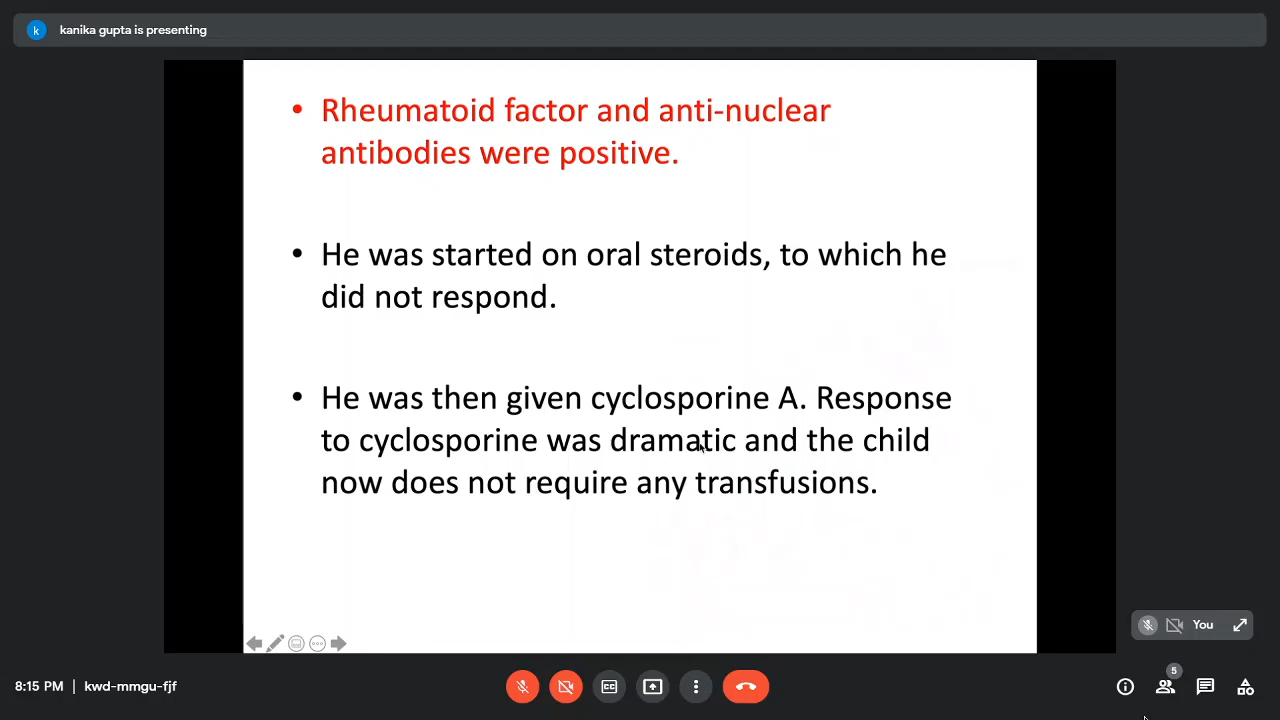 k
kanika gupta is presenting
• Rheumatoid factor and anti-nuclear
antibodies were positive.
• He was started on oral steroids, to which he
did not respond.
• He was then given cyclosporine A. Response
to cyclosporine was dramatic and the child
now does not require any transfusions.
You
8:15 PM | kwd-mmgu-fjf
CC
5